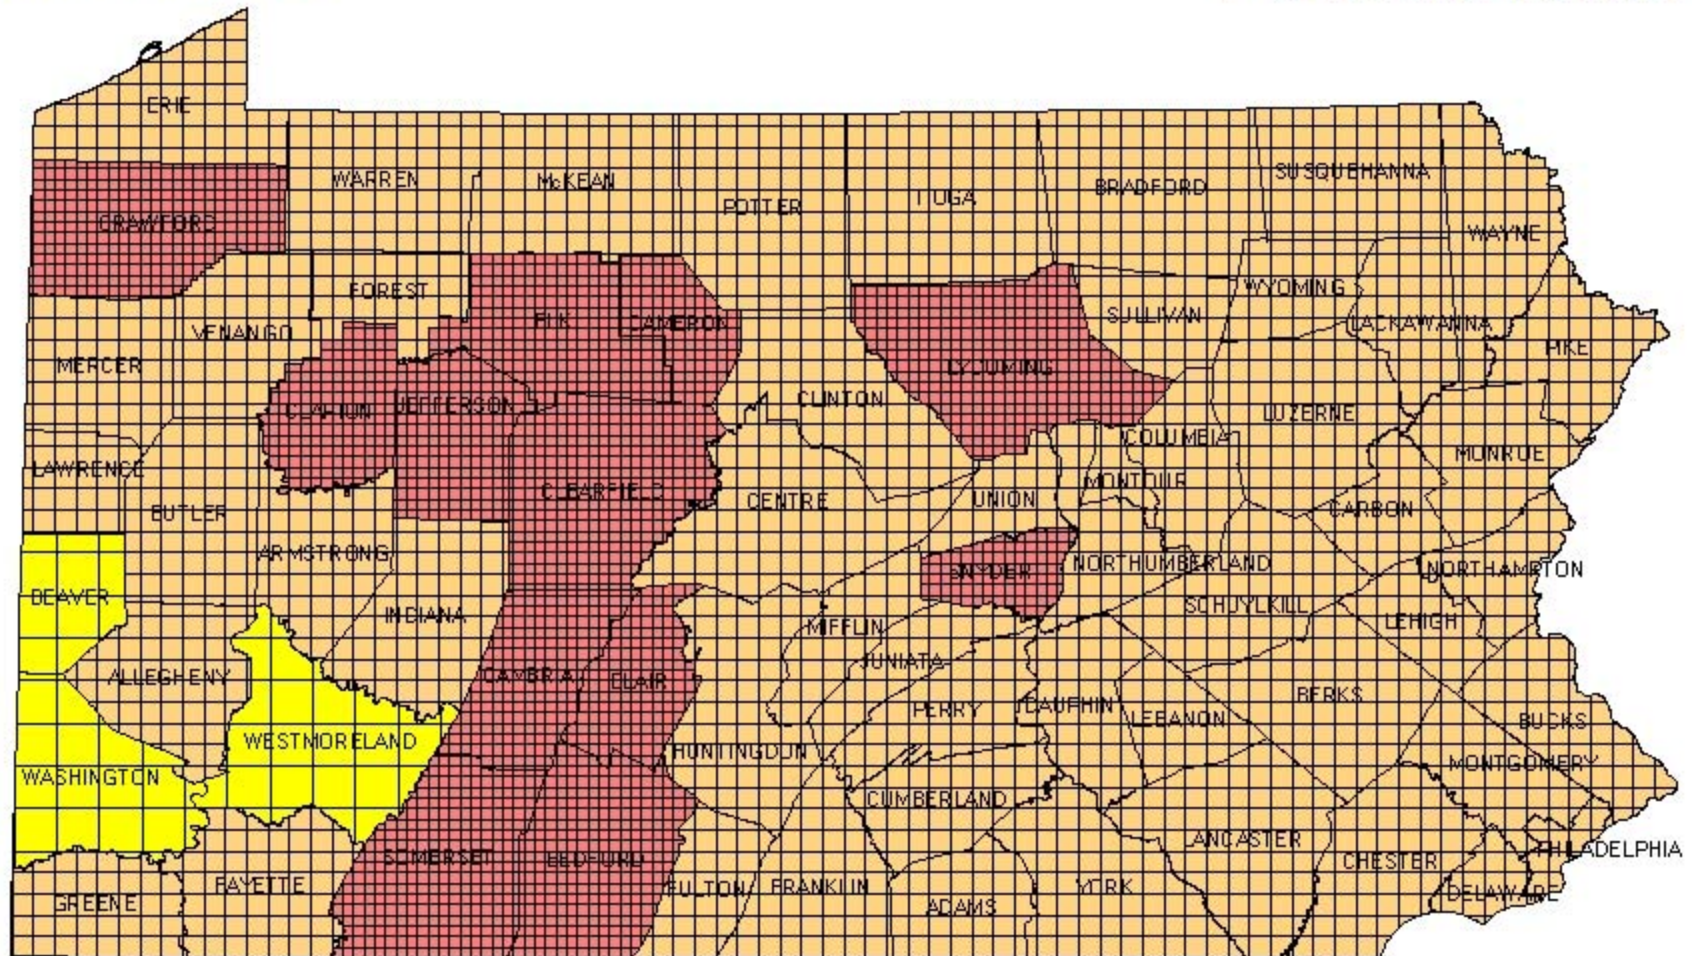 ERIE
WARREN
McKEAN
POTTER
TIOGA
BRADFORD
SUSQUEHANNA
WAYNE
CRAWFORD
FOREST
ELK
CAMERON
SULLIVAN
WYOMING
LACKAWANNA
PIKE
VENANGO
MERCER
CLARION
JEFFERSON
LYCOMING
CLINTON
COLUMBIA
LUZERNE
MONROE
LAWRENCE
BUTLER
CLEARFIELD
CENTRE
UNION
MONTOUR
CARBON
ARMSTRONG
SNYDER
NORTHUMBERLAND
NORTHAMPTON
BEAVER
INDIANA
MIFFLIN
SCHUYLKILL
LEHIGH
ALLEGHENY
CAMBRIA
BLAIR
JUNIATA
PERRY
DAUPHIN
LEBANON
BERKS
BUCKS
WESTMORELAND
HUNTINGDON
MONTGOMERY
WASHINGTON
CUMBERLAND
SOMERSET
BEDFORD
LANCASTER
CHESTER
PHILADELPHIA
GREENE
FAYETTE
FULTON
FRANKLIN
ADAMS
YORK
DELAWARE